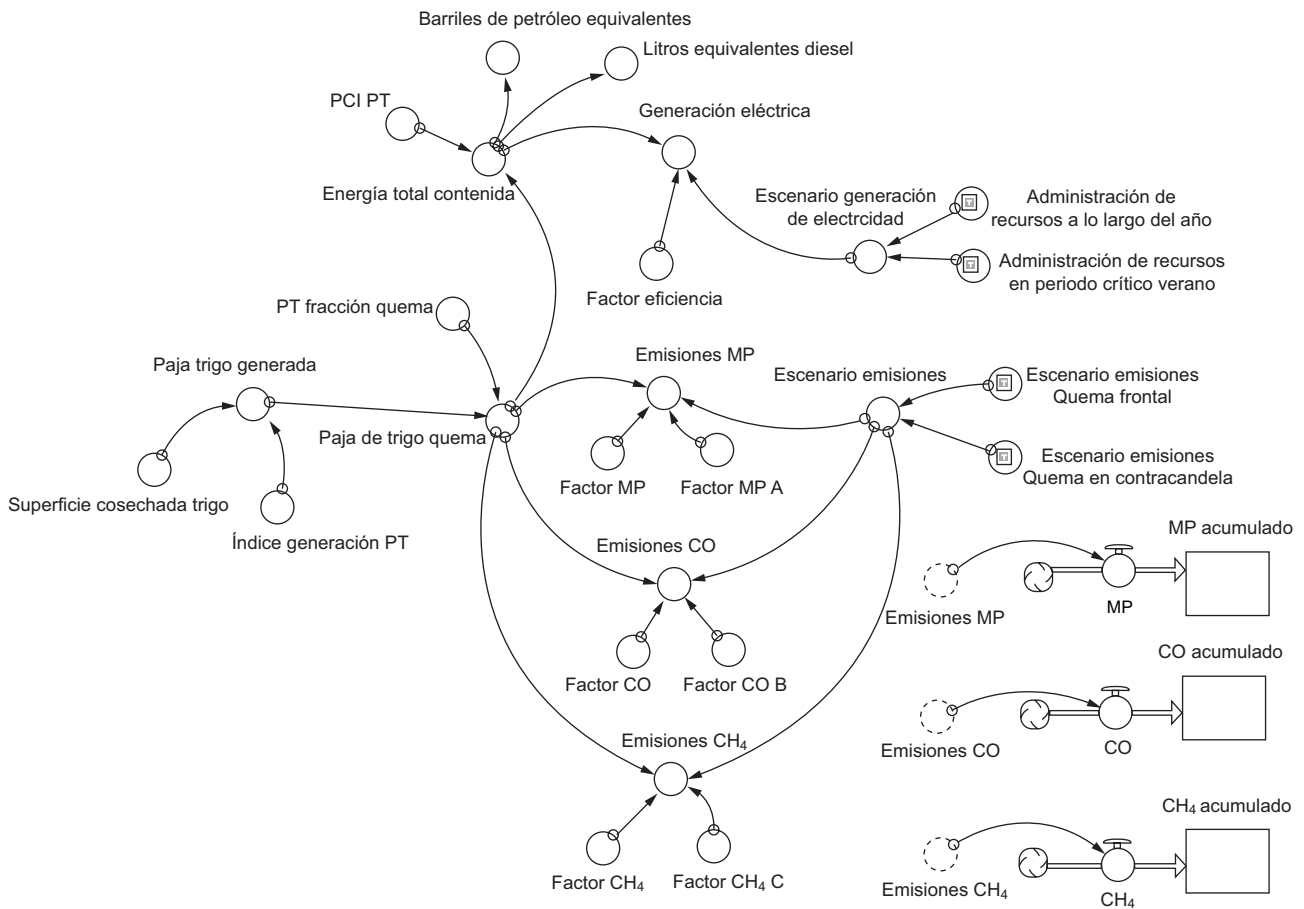 Barriles de petróleo equivalentes
Litros equivalentes diesel
PCI PT
Generación eléctrica
Energía total contenida
Escenario generación
de electrcidad
Administración de
recursos a lo largo del año
Administración de recursos
en periodo crítico verano
Factor eficiencia
PT fracción quema
Paja trigo generada
Emisiones MP
Escenario emisiones
Escenario emisiones
Quema frontal
Paja de trigo quema
Superficie cosechada trigo
Índice generación PT
Factor MP
Factor MP A
Escenario emisiones
Quema en contracandela
Emisiones CO
MP acumulado
Emisiones MP
MP
Factor CO
Factor CO B
CO acumulado
Emisiones CO
CO
Emisiones CH₄
CH₄ acumulado
Factor CH₄
Factor CH₄ C
Emisiones CH₄
CH₄
T
T
T
T